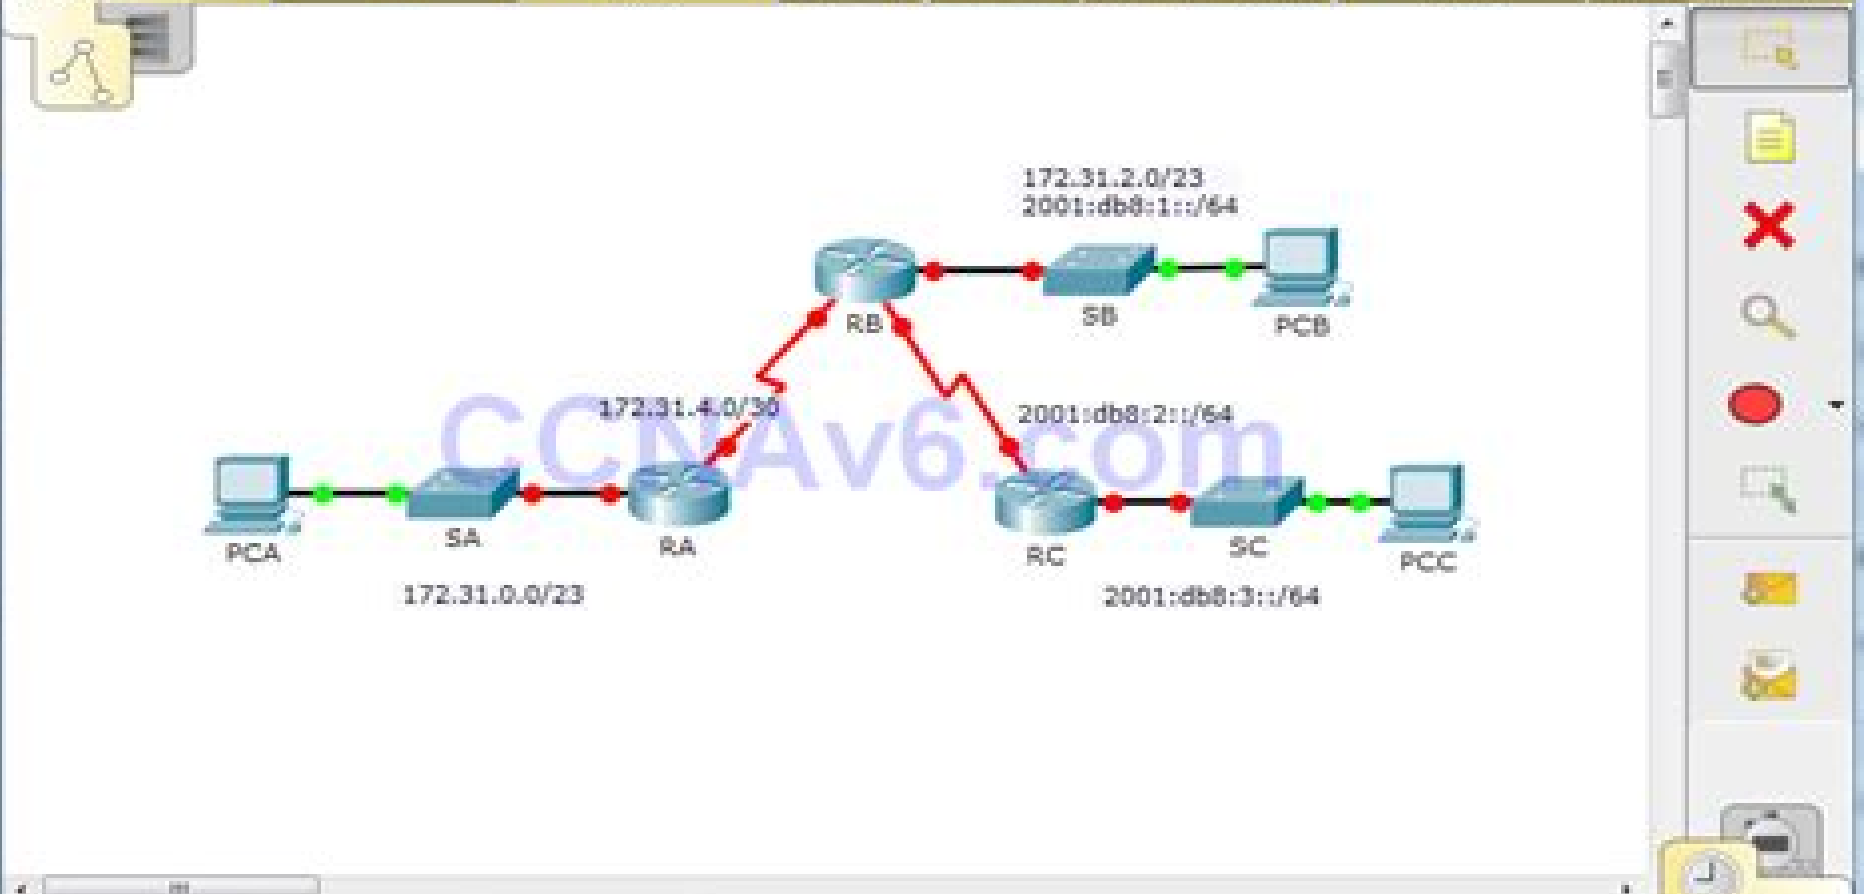 172.31.2.0/23
2001:db8:1::/64
RB
SB
PCB
172.31.4.0/30
2001:db8:2::/64
CCNAv6.com
PCA
SA
RA
RC
SC
PCC
172.31.0.0/23
2001:db8:3::/64